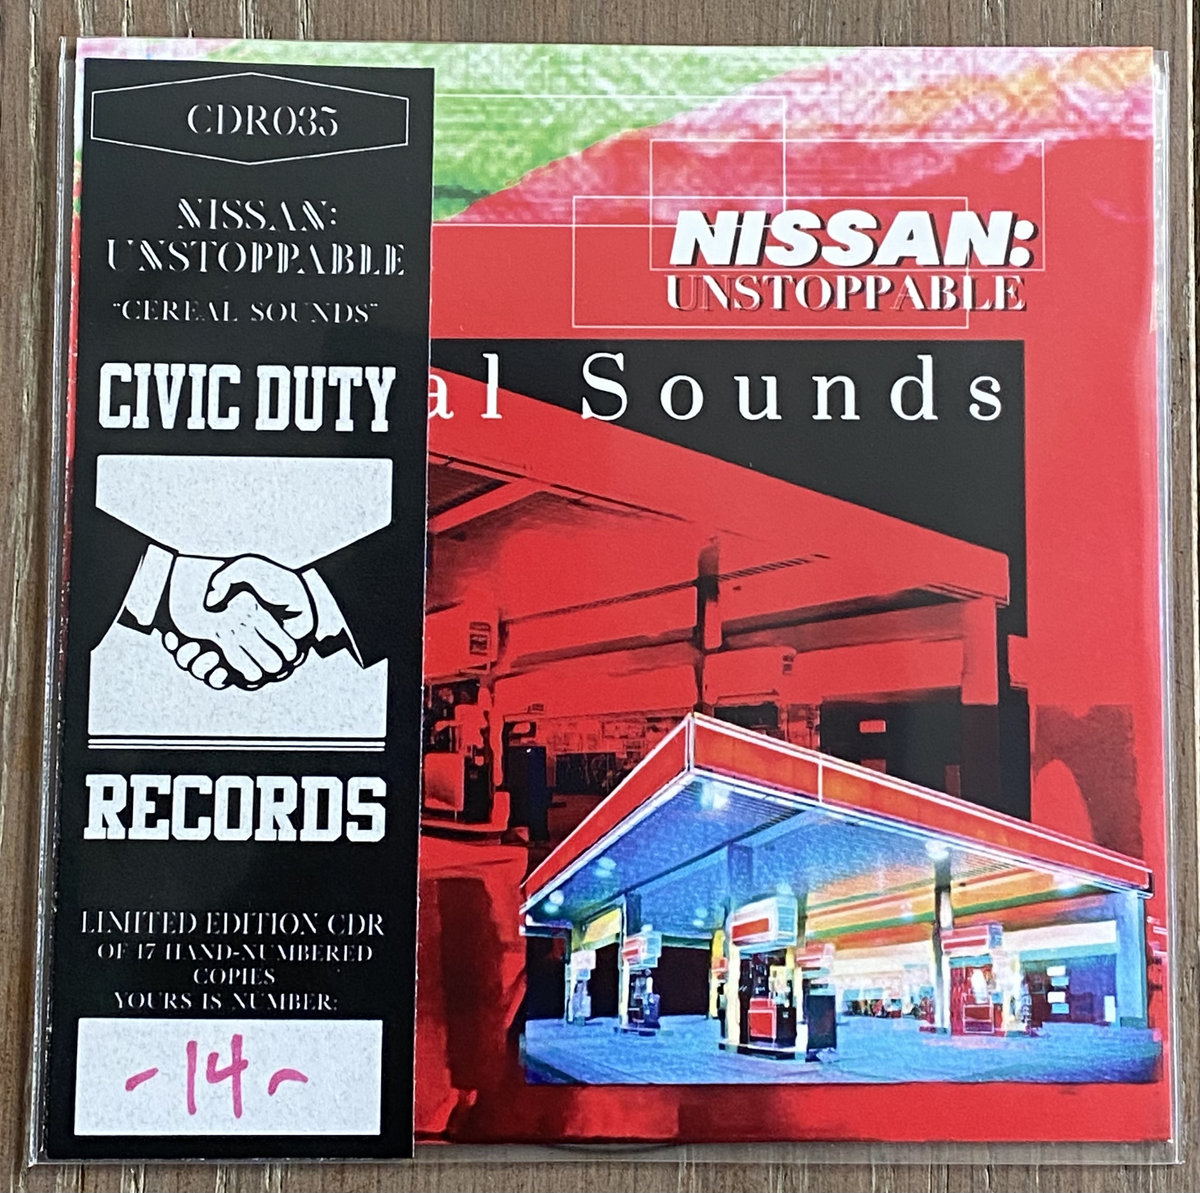 CDR035
NISSAN:
UNSTOPPABLE
"CEREAL SOUNDS"
CIVIC DUTY
RECORDS
LIMITED EDITION CDR
OF 17 HAND-NUMBERED
COPIES
YOURS IS NUMBER:
-14-
NISSAN:
UNSTOPPABLE
al Sounds